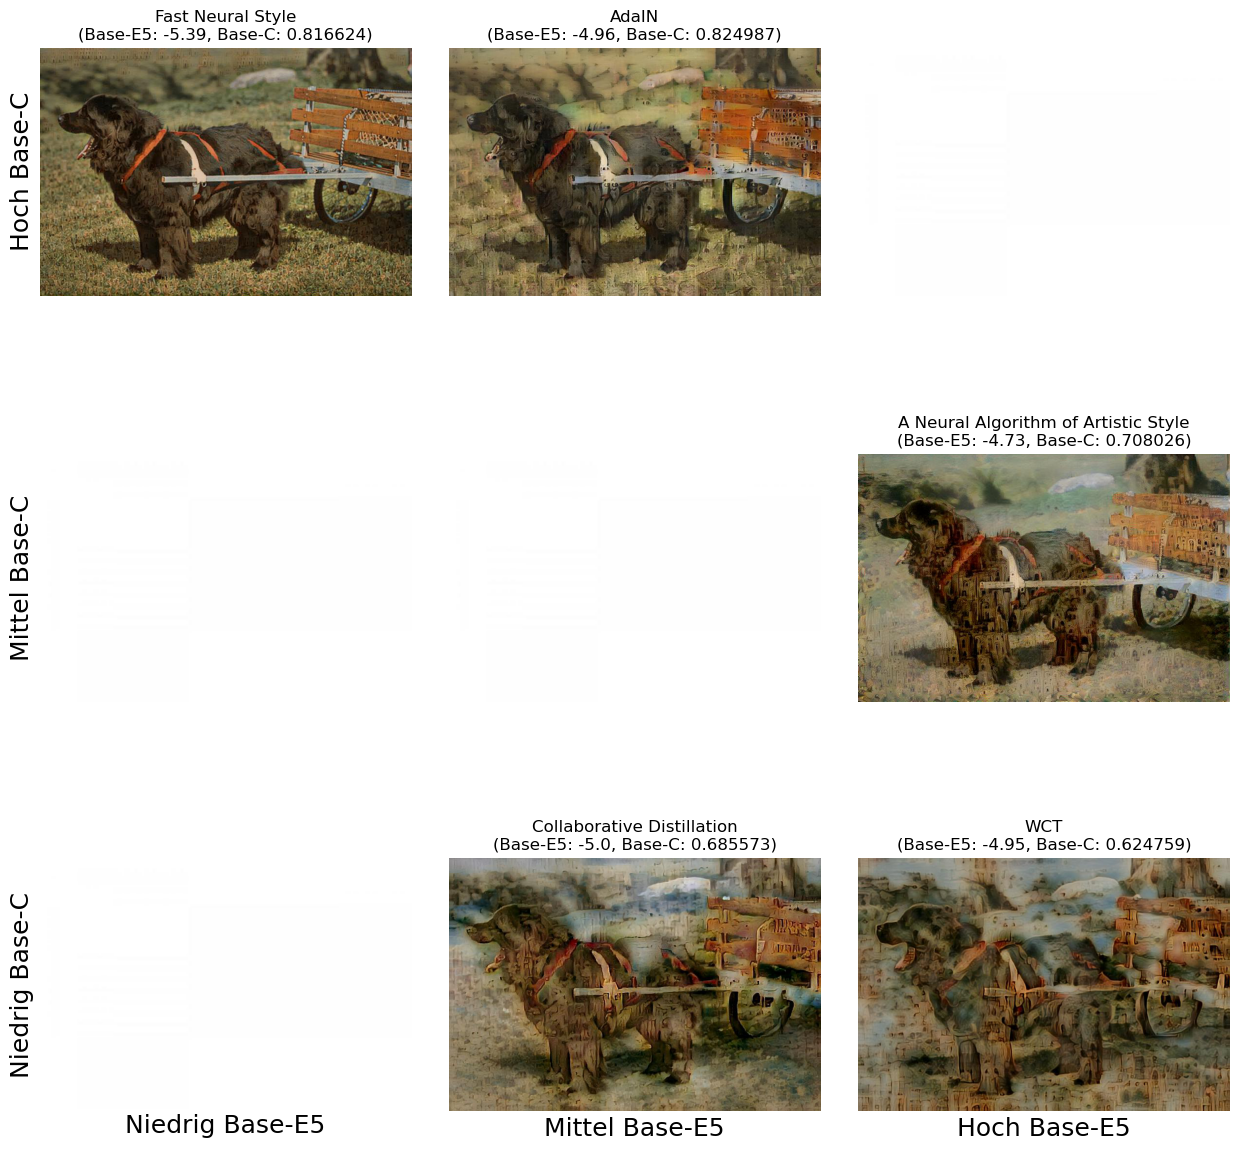 Fast Neural Style
(Base-E5: -5.39, Base-C: 0.816624)
AdaIN
(Base-E5: -4.96, Base-C: 0.824987)
Hoch Base-C
A Neural Algorithm of Artistic Style
(Base-E5: -4.73, Base-C: 0.708026)
Mittel Base-C
Collaborative Distillation
(Base-E5: -5.0, Base-C: 0.685573)
WCT
(Base-E5: -4.95, Base-C: 0.624759)
Niedrig Base-C
Niedrig Base-E5
Mittel Base-E5
Hoch Base-E5